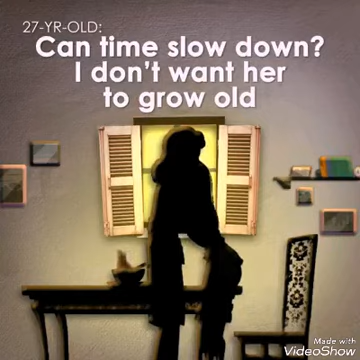 27-YR-OLD:
Can time slow down?
I don't want her
to grow old
Made with
VideoShow